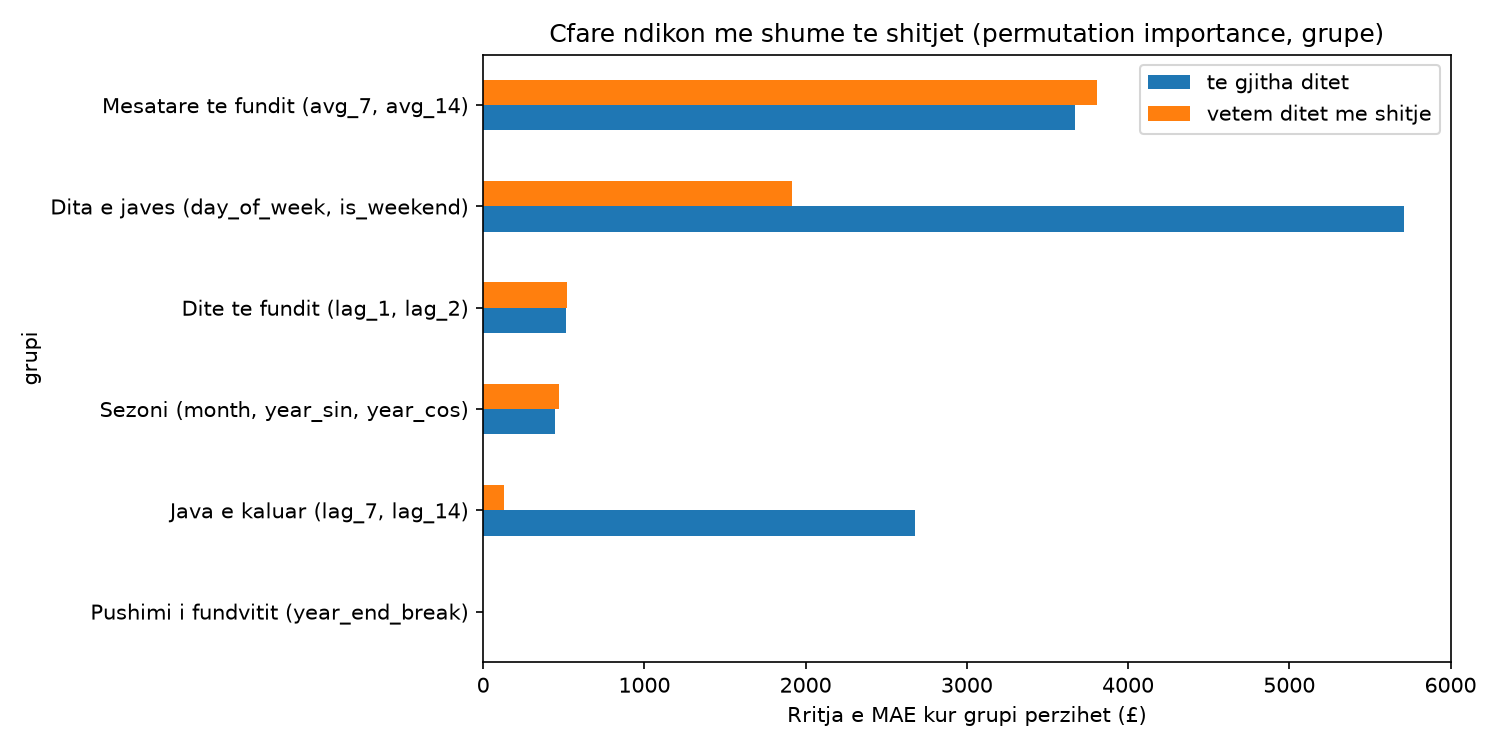 Cfare ndikon me shume te shitjet (permutation importance, grupe)
te gjitha ditet
vetem ditet me shitje
Mesatare te fundit (avg_7, avg_14)
Dita e javes (day_of_week, is_weekend)
Dite te fundit (lag_1, lag_2)
Sezoni (month, year_sin, year_cos)
Java e kaluar (lag_7, lag_14)
Pushimi i fundvitit (year_end_break)
grupi
0 1000 2000 3000 4000 5000 6000
Rritja e MAE kur grupi perzihet (£)